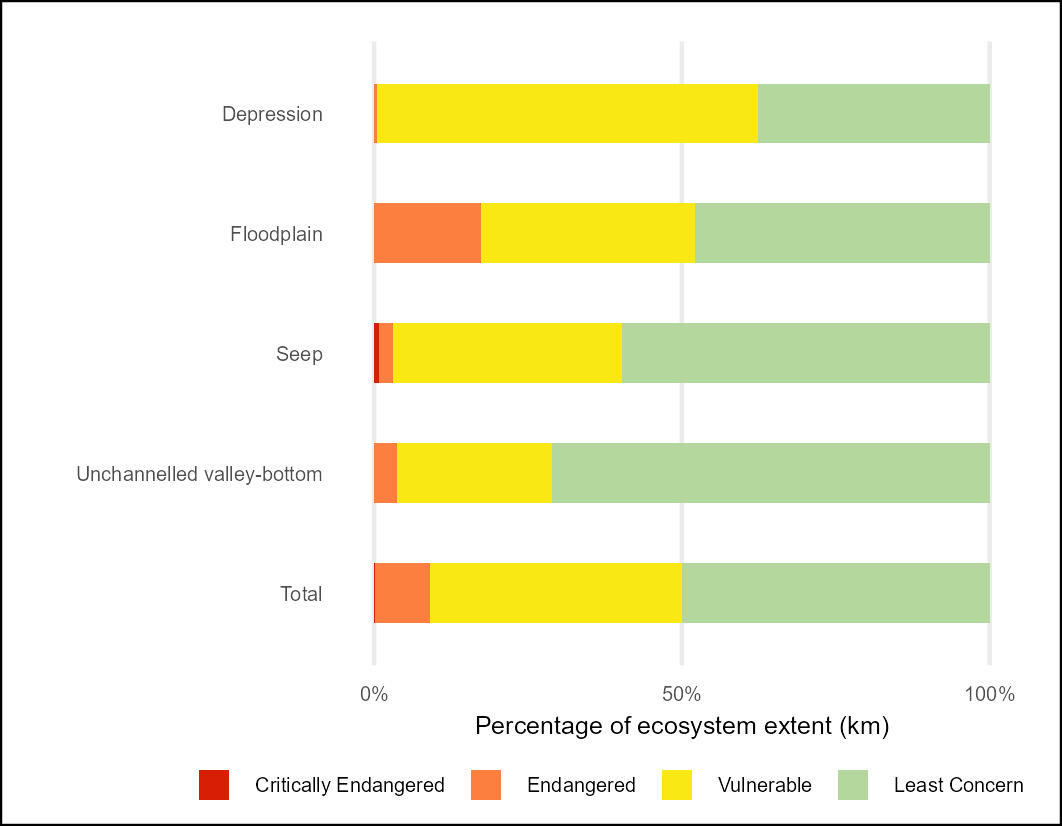 Depression
Floodplain
Seep
Unchannelled valley-bottom
Total
0% 50% 100%
Percentage of ecosystem extent (km)
Critically Endangered Endangered Vulnerable Least Concern